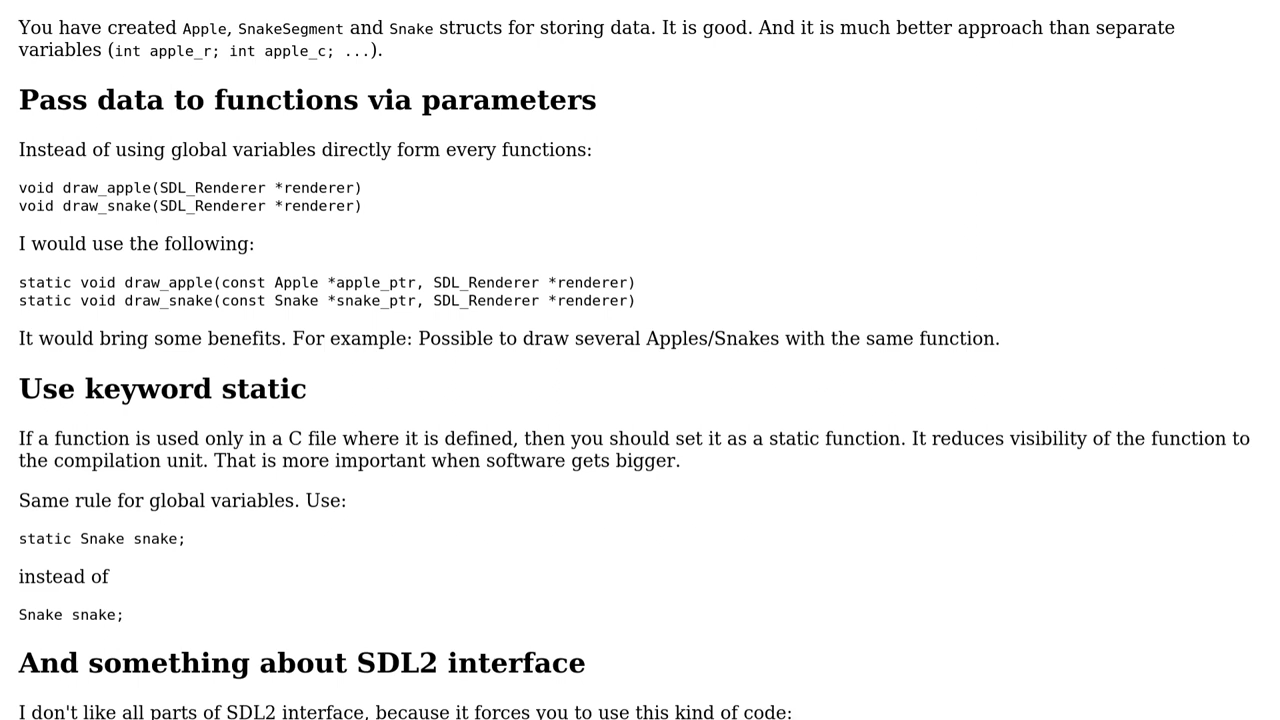 You have created Apple, SnakeSegment and Snake structs for storing data. It is good. And it is much better approach than separate
variables (int apple_r; int apple_c; ...).
Pass data to functions via parameters
Instead of using global variables directly form every functions:
void draw_apple(SDL_Renderer *renderer)
void draw_snake(SDL_Renderer *renderer)
I would use the following:
static void draw_apple(const Apple *apple_ptr, SDL_Renderer *renderer)
static void draw_snake(const Snake *snake_ptr, SDL_Renderer *renderer)
It would bring some benefits. For example: Possible to draw several Apples/Snakes with the same function.
Use keyword static
If a function is used only in a C file where it is defined, then you should set it as a static function. It reduces visibility of the function to
the compilation unit. That is more important when software gets bigger.
Same rule for global variables. Use:
static Snake snake;
instead of
Snake snake;
And something about SDL2 interface
I don't like all parts of SDL2 interface, because it forces you to use this kind of code: